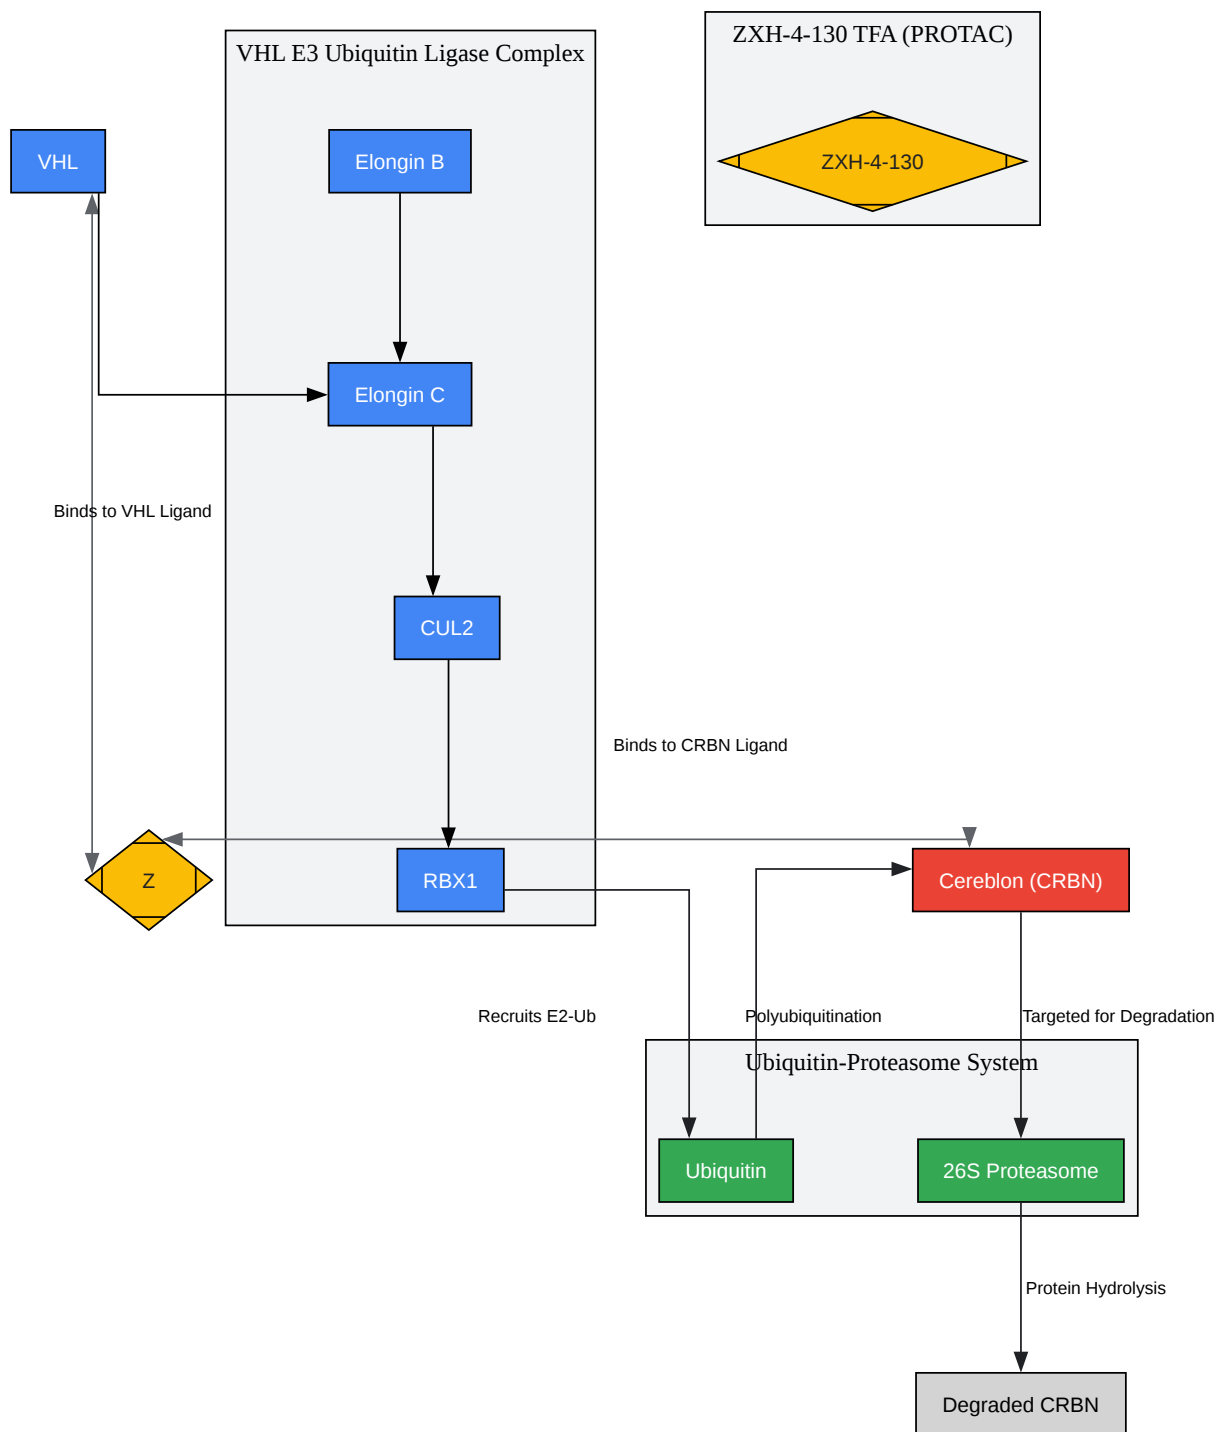 ZXH-4-130 TFA (PROTAC)
VHL E3 Ubiquitin Ligase Complex
VHL
Elongin B
ZXH-4-130
Elongin C
Binds to VHL Ligand
CUL2
Binds to CRBN Ligand
Z
RBX1
Cereblon (CRBN)
Recruits E2-Ub
Polyubiquitination
Targeted for Degradation
Ubiquitin-Proteasome System
Ubiquitin
26S Proteasome
Protein Hydrolysis
Degraded CRBN